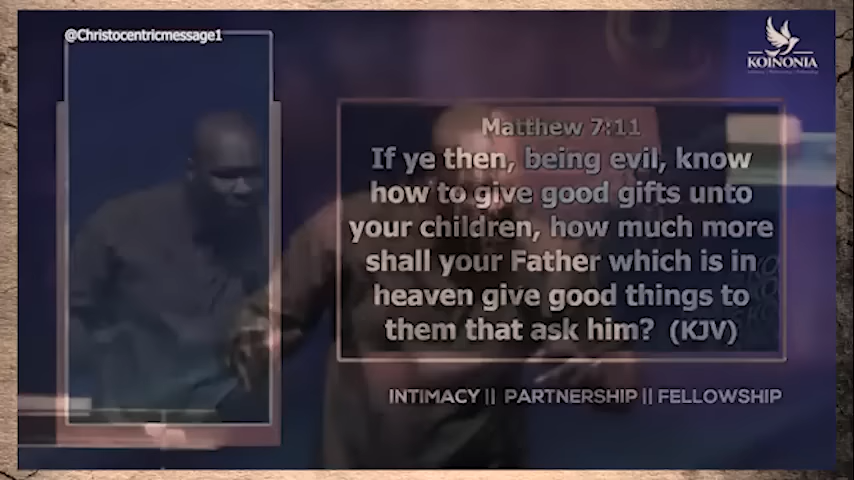 @Christocentricmessage1
KOINONIA
Matthew 7:11
If ye then, being evil, know
how to give good gifts unto
your children, how much more
shall your Father which is in
heaven give good things to
them that ask him? (KJV)
INTIMACY || PARTNERSHIP || FELLOWSHIP